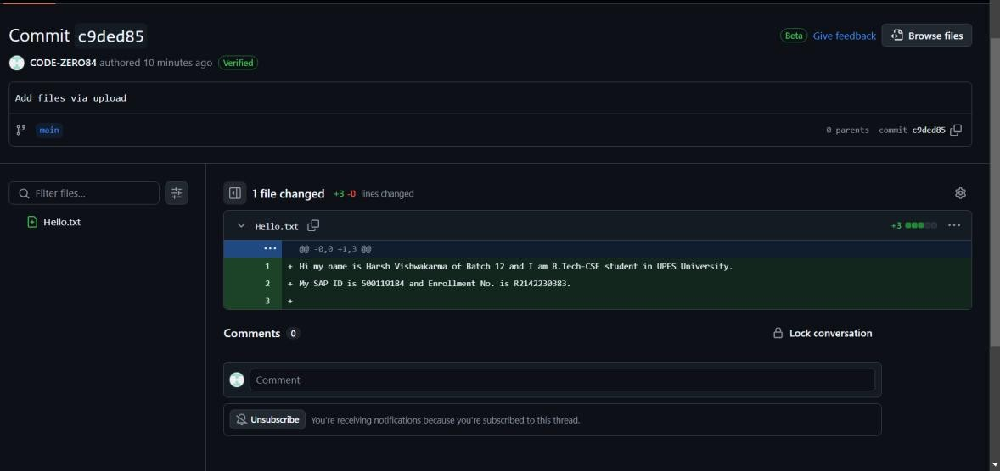 Commit c9ded85
Beta Give feedback Browse files
CODE-ZERO84 authored 10 minutes ago Verified
Add files via upload
main
0 parents commit c9ded85
Filter files...
1 file changed +3 -0 lines changed
Hello.txt
Hello.txt +3
@@ -0,0 +1,3 @@
1 + Hi my name is Harsh Vishwakarma of Batch 12 and I am B.Tech-CSE student in UPES University.
2 + My SAP ID is 500119184 and Enrollment No. is R2142230383.
3 +
Comments 0
Lock conversation
Comment
Unsubscribe You're receiving notifications because you're subscribed to this thread.